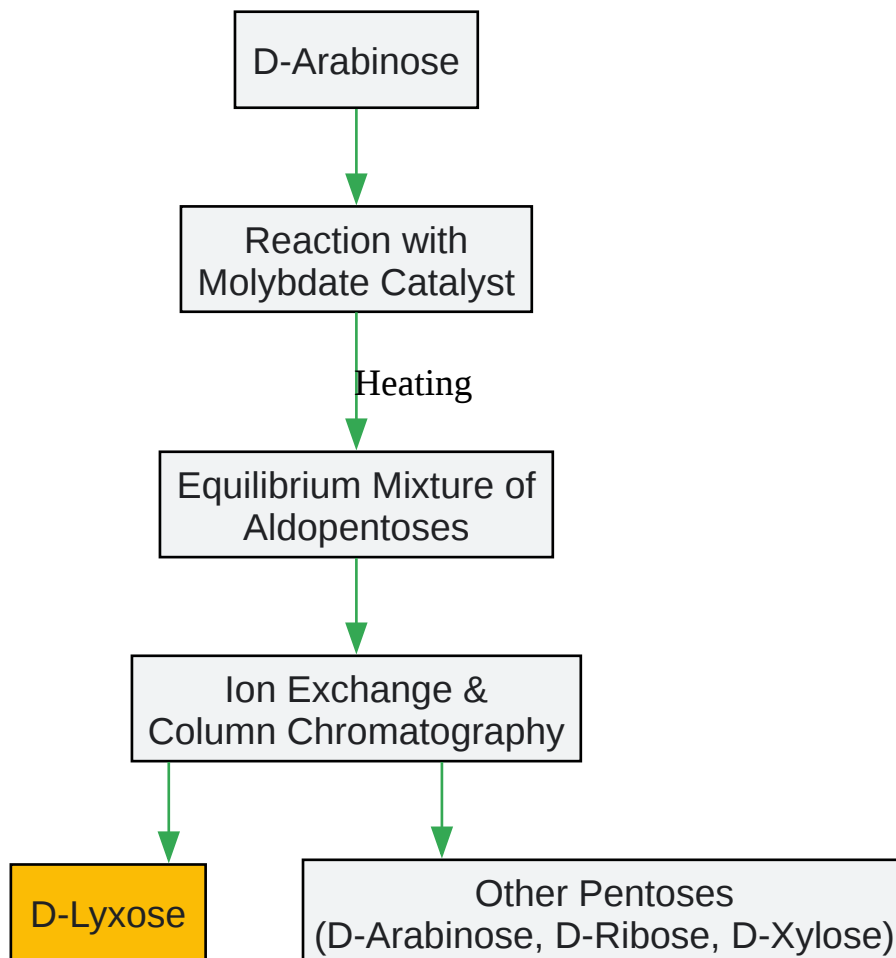 D-Arabinose
Reaction with
Molybdate Catalyst
Heating
Equilibrium Mixture of
Aldopentoses
Ion Exchange &
Column Chromatography
D-Lyxose
Other Pentoses
(D-Arabinose, D-Ribose, D-Xylose)